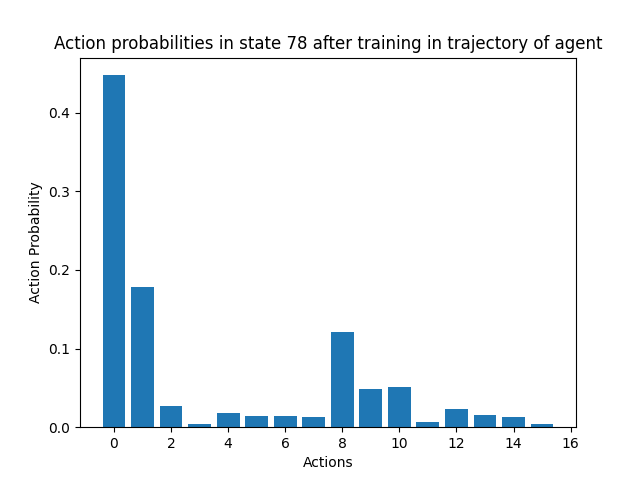 Action probabilities in state 78 after training in trajectory of agent
0.4
0.3
0.2
0.1
0.0
Action Probability
0 2 4 6 8 10 12 14 16
Actions